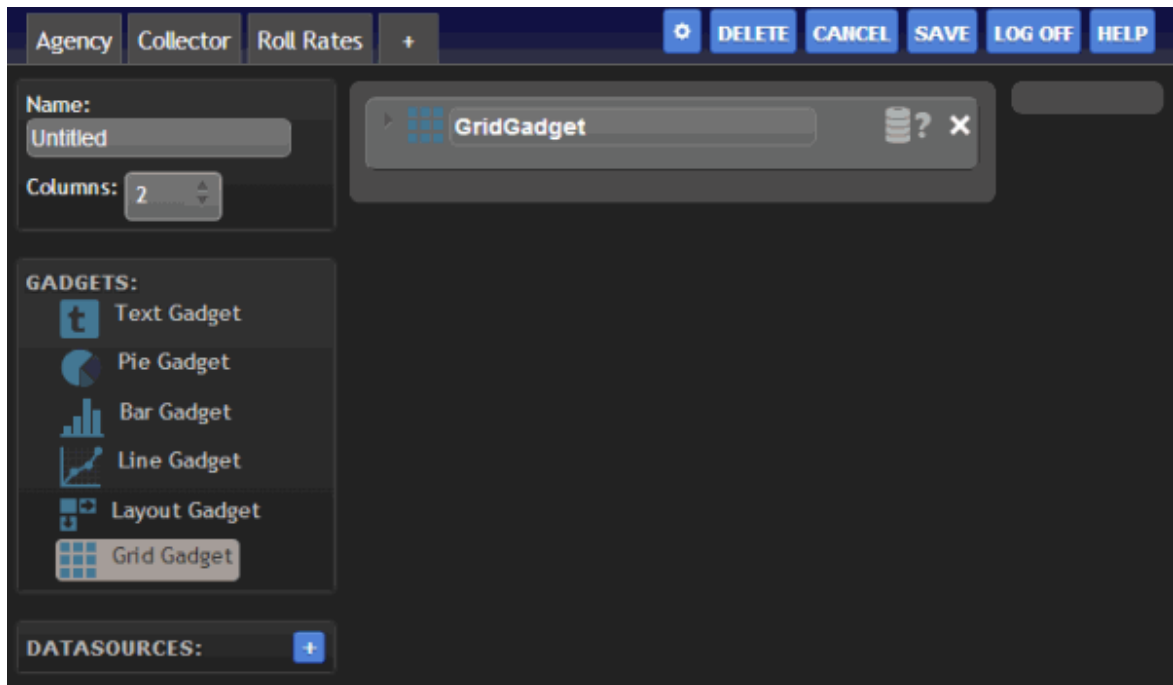 Agency Collector Roll Rates + DELETE CANCEL SAVE LOG OFF HELP
Name:
Untitled
Columns: 2
GridGadget ?
GADGETS:
t Text Gadget
Pie Gadget
Bar Gadget
Line Gadget
Layout Gadget
Grid Gadget
DATASOURCES: +